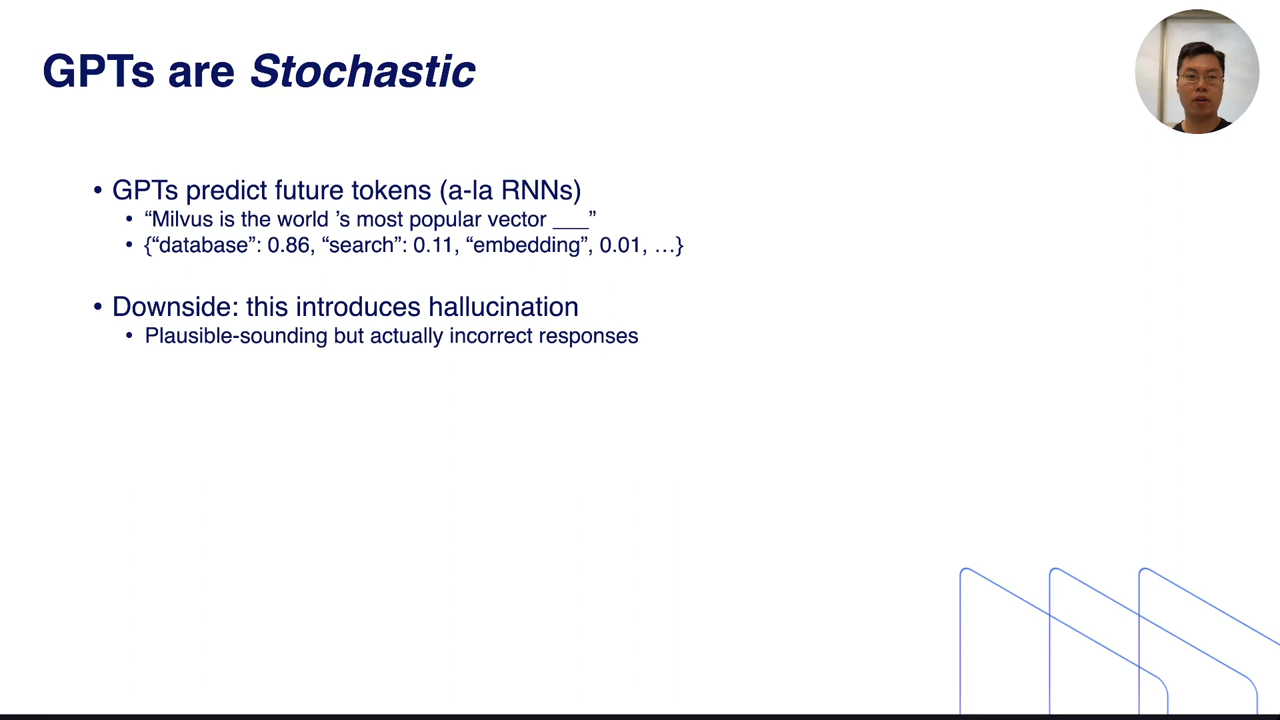 GPTs are Stochastic
• GPTs predict future tokens (a-la RNNs)
• “Milvus is the world ’s most popular vector ___”
• {“database”: 0.86, “search”: 0.11, “embedding”, 0.01, …}
• Downside: this introduces hallucination
• Plausible-sounding but actually incorrect responses